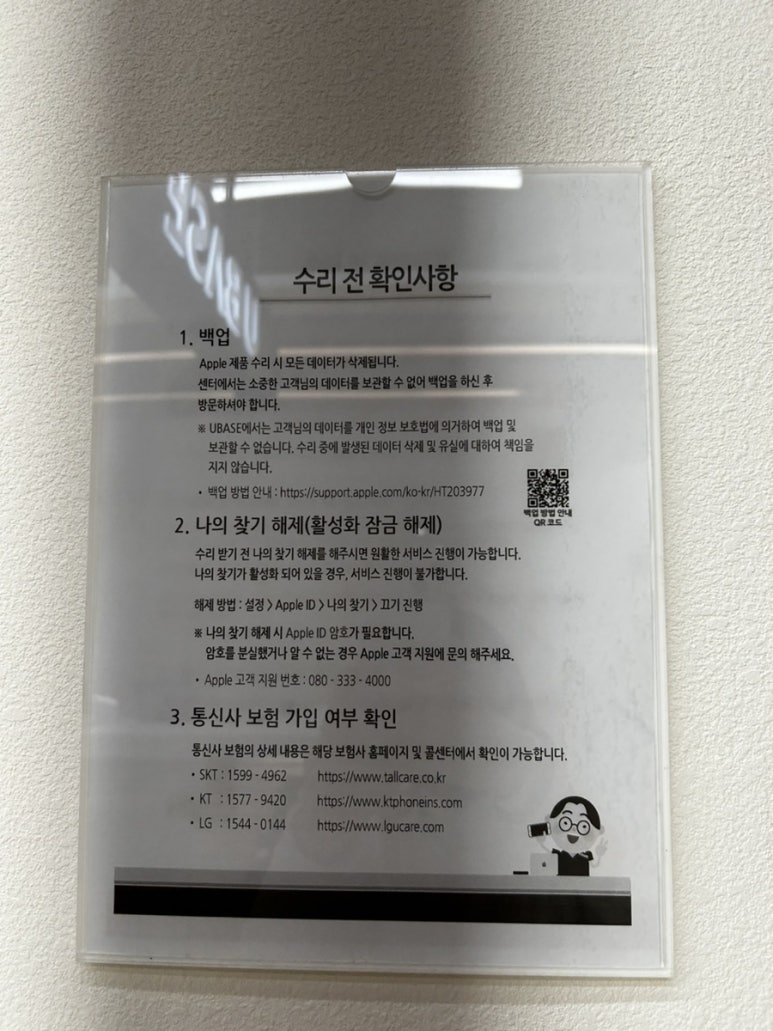 수리 전 확인사항
1. 백업
Apple 제품 수리 시 모든 데이터가 삭제됩니다.
센터에서는 소중한 고객님의 데이터를 보관할 수 없어 백업을 하신 후
방문하셔야 합니다.
※ UBASE에서는 고객님의 데이터를 개인 정보 보호법에 의거하여 백업 및
보관할 수 없습니다. 수리 중에 발생된 데이터 삭제 및 유실에 대하여 책임을
지지 않습니다.
• 백업 방법 안내 : https://support.apple.com/ko-kr/HT203977
백업 방법 안내
QR 코드
2. 나의 찾기 해제(활성화 잠금 해제)
수리 받기 전 나의 찾기 해제를 해주시면 원활한 서비스 진행이 가능합니다.
나의 찾기가 활성화 되어 있을 경우, 서비스 진행이 불가합니다.
해제 방법 : 설정 > Apple ID > 나의 찾기 > 끄기 진행
※ 나의 찾기 해제 시 Apple ID 암호가 필요합니다.
암호를 분실했거나 알 수 없는 경우 Apple 고객 지원에 문의 해주세요.
• Apple 고객 지원 번호 : 080 - 333 - 4000
3. 통신사 보험 가입 여부 확인
통신사 보험의 상세 내용은 해당 보험사 홈페이지 및 콜센터에서 확인이 가능합니다.
• SKT : 1599 - 4962 https://www.tallcare.co.kr
• KT : 1577 - 9420 https://www.ktphoneins.com
• LG : 1544 - 0144 https://www.lgucare.com